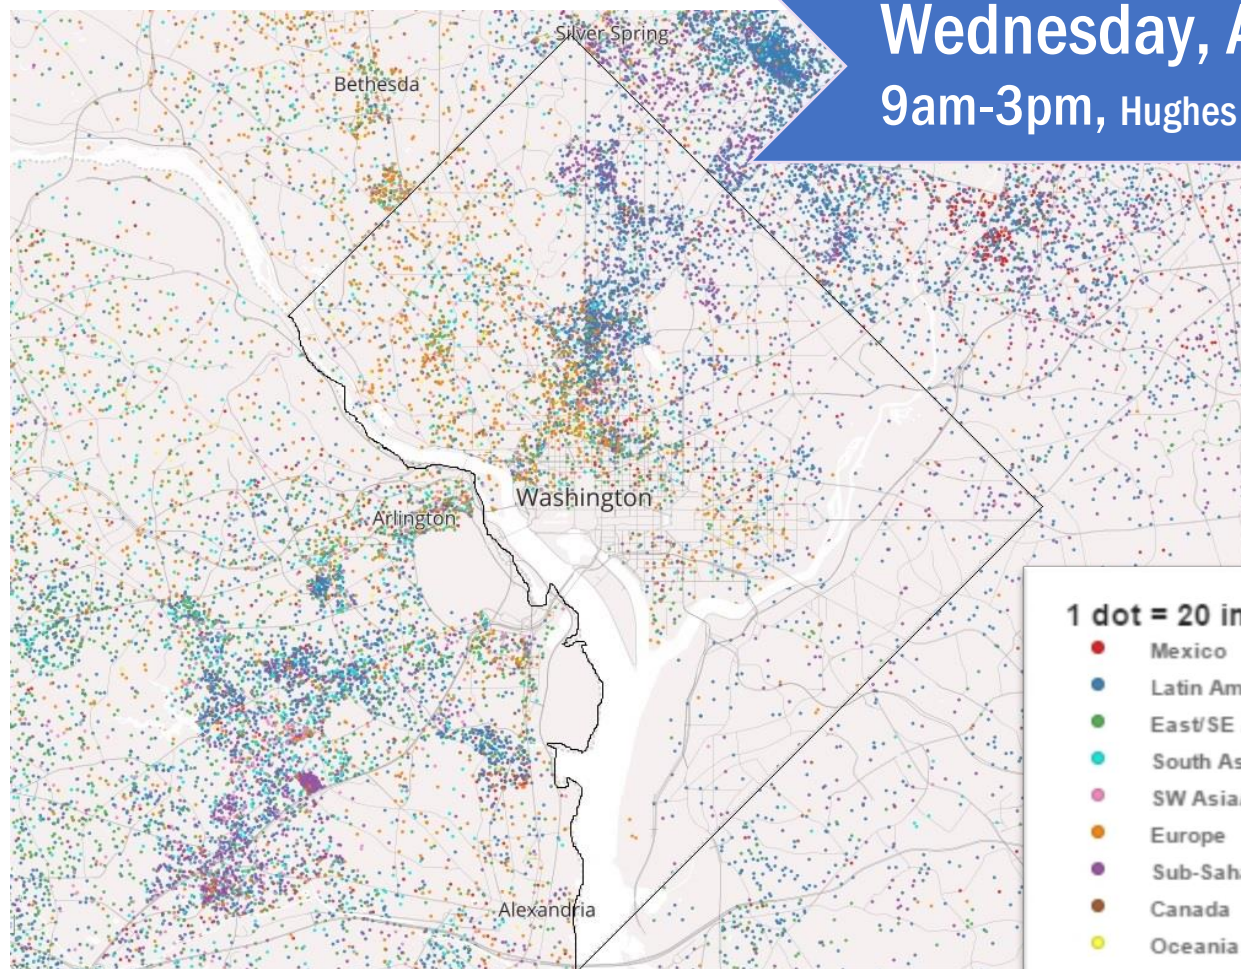 Silver Spring
Bethesda
Wednesday, A
9am-3pm, Hughes
Washington
Arlington
Alexandria
1 dot = 20 in
Mexico
Latin Am
East/SE
South As
SW Asia
Europe
Sub-Saha
Canada
Oceania